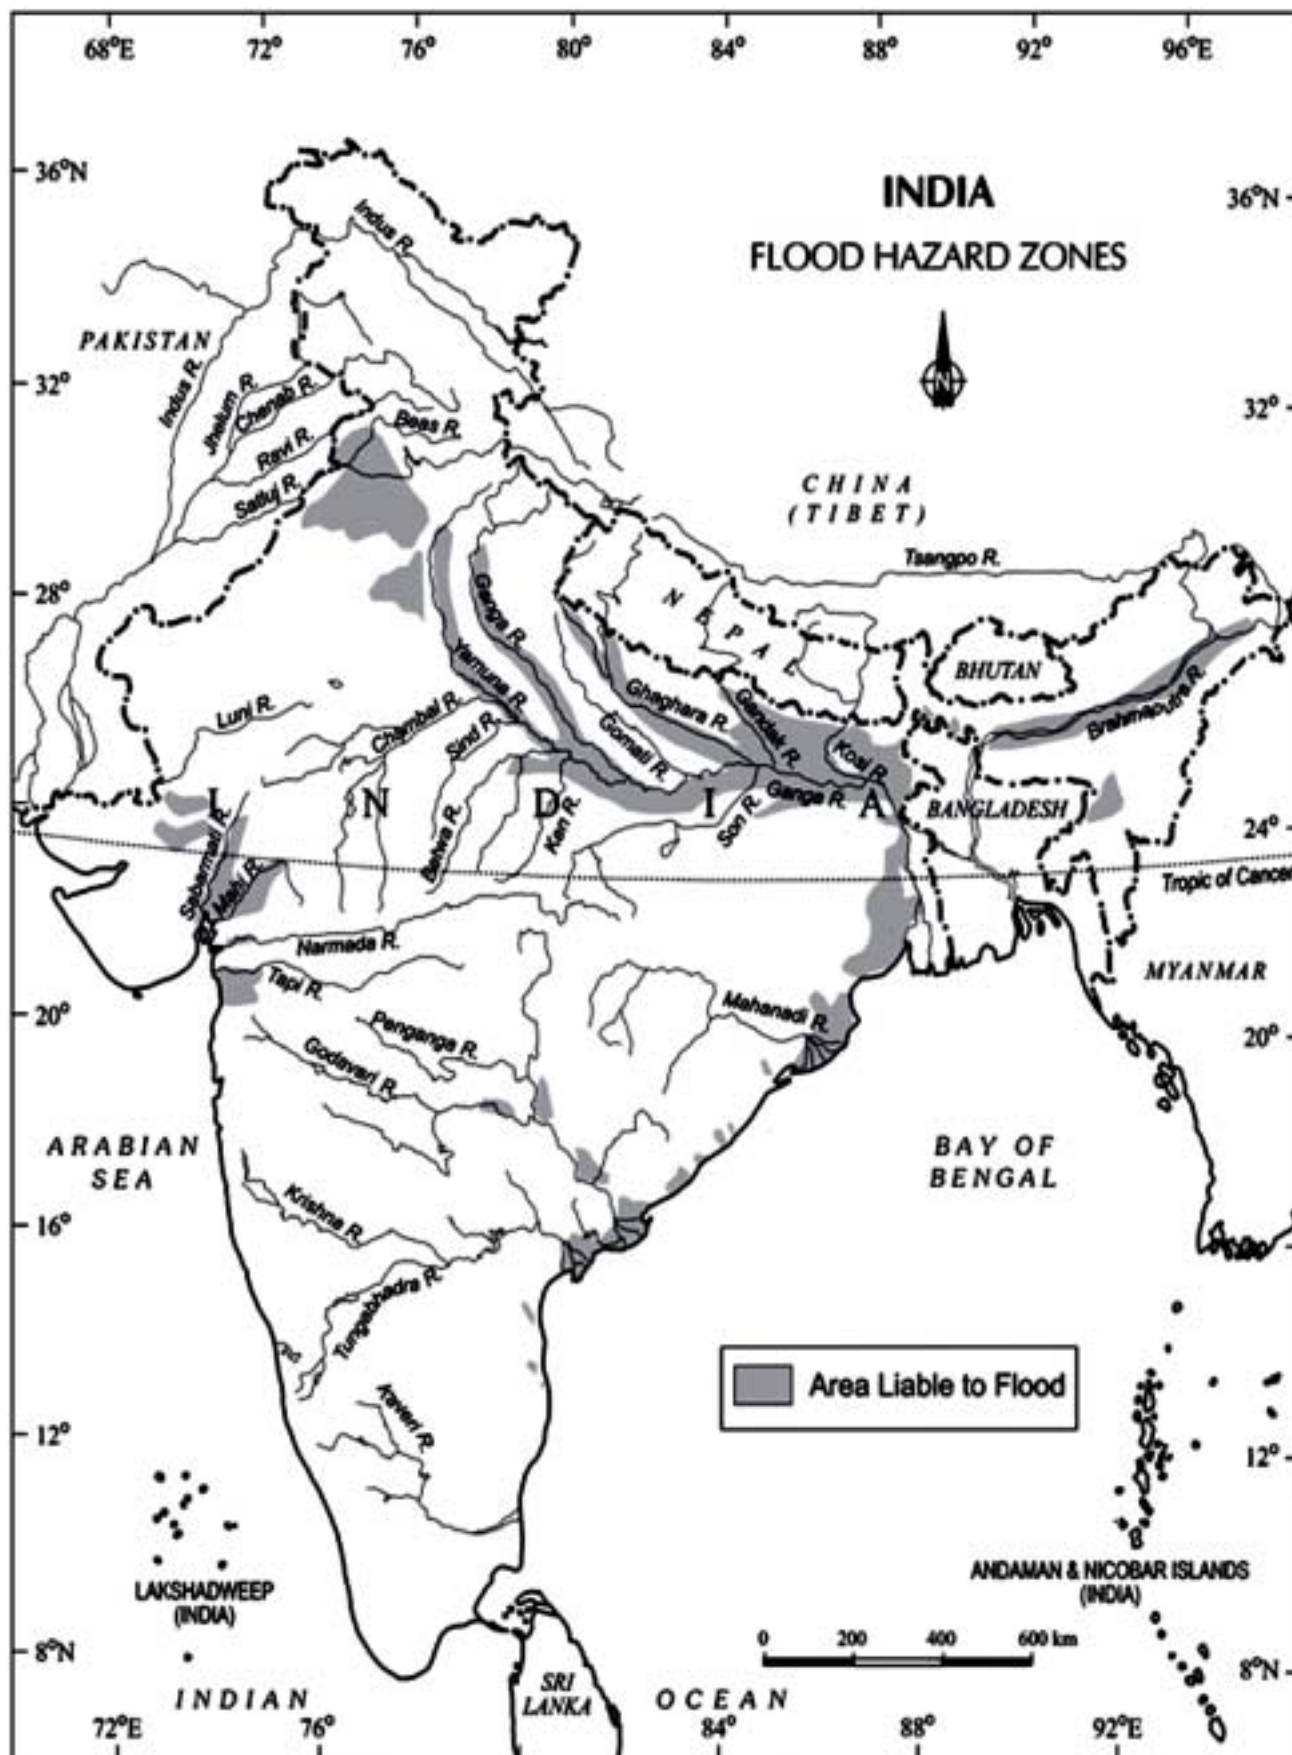 68°E 72° 76° 80° 84° 88° 92° 96°E
36°N
INDIA
36°N
FLOOD HAZARD ZONES
Indus R.
PAKISTAN
N
32°
Indus R.
Jhelum R.
Chenab R.
32°
Beas R.
Ravi R.
Satluj R.
CHINA
(TIBET)
Tsangpo R.
28°
Ganga R.
NEPAL
BHUTAN
Yamuna R.
Ghaghara R.
Gandak R.
Brahmaputra R.
Luni R.
Chambal R.
Sind R.
Gomati R.
Kosi R.
INDIA
Ganga R.
BANGLADESH
Betwa R.
Ken R.
Son R.
24°
Sabarmati R.
Mahi R.
Tropic of Cancer
Narmada R.
MYANMAR
Tapi R.
Mahanadi R.
20°
Penganga R.
20°
Godavari R.
ARABIAN
SEA
BAY OF
BENGAL
Krishna R.
16°
Tungabhadra R.
Area Liable to Flood
Kaveri R.
12°
12°
LAKSHADWEEP
(INDIA)
ANDAMAN & NICOBAR ISLANDS
(INDIA)
0 200 400 600 km
8°N
8°N
SRI
LANKA
INDIAN OCEAN
72°E 76° 84° 88° 92°E